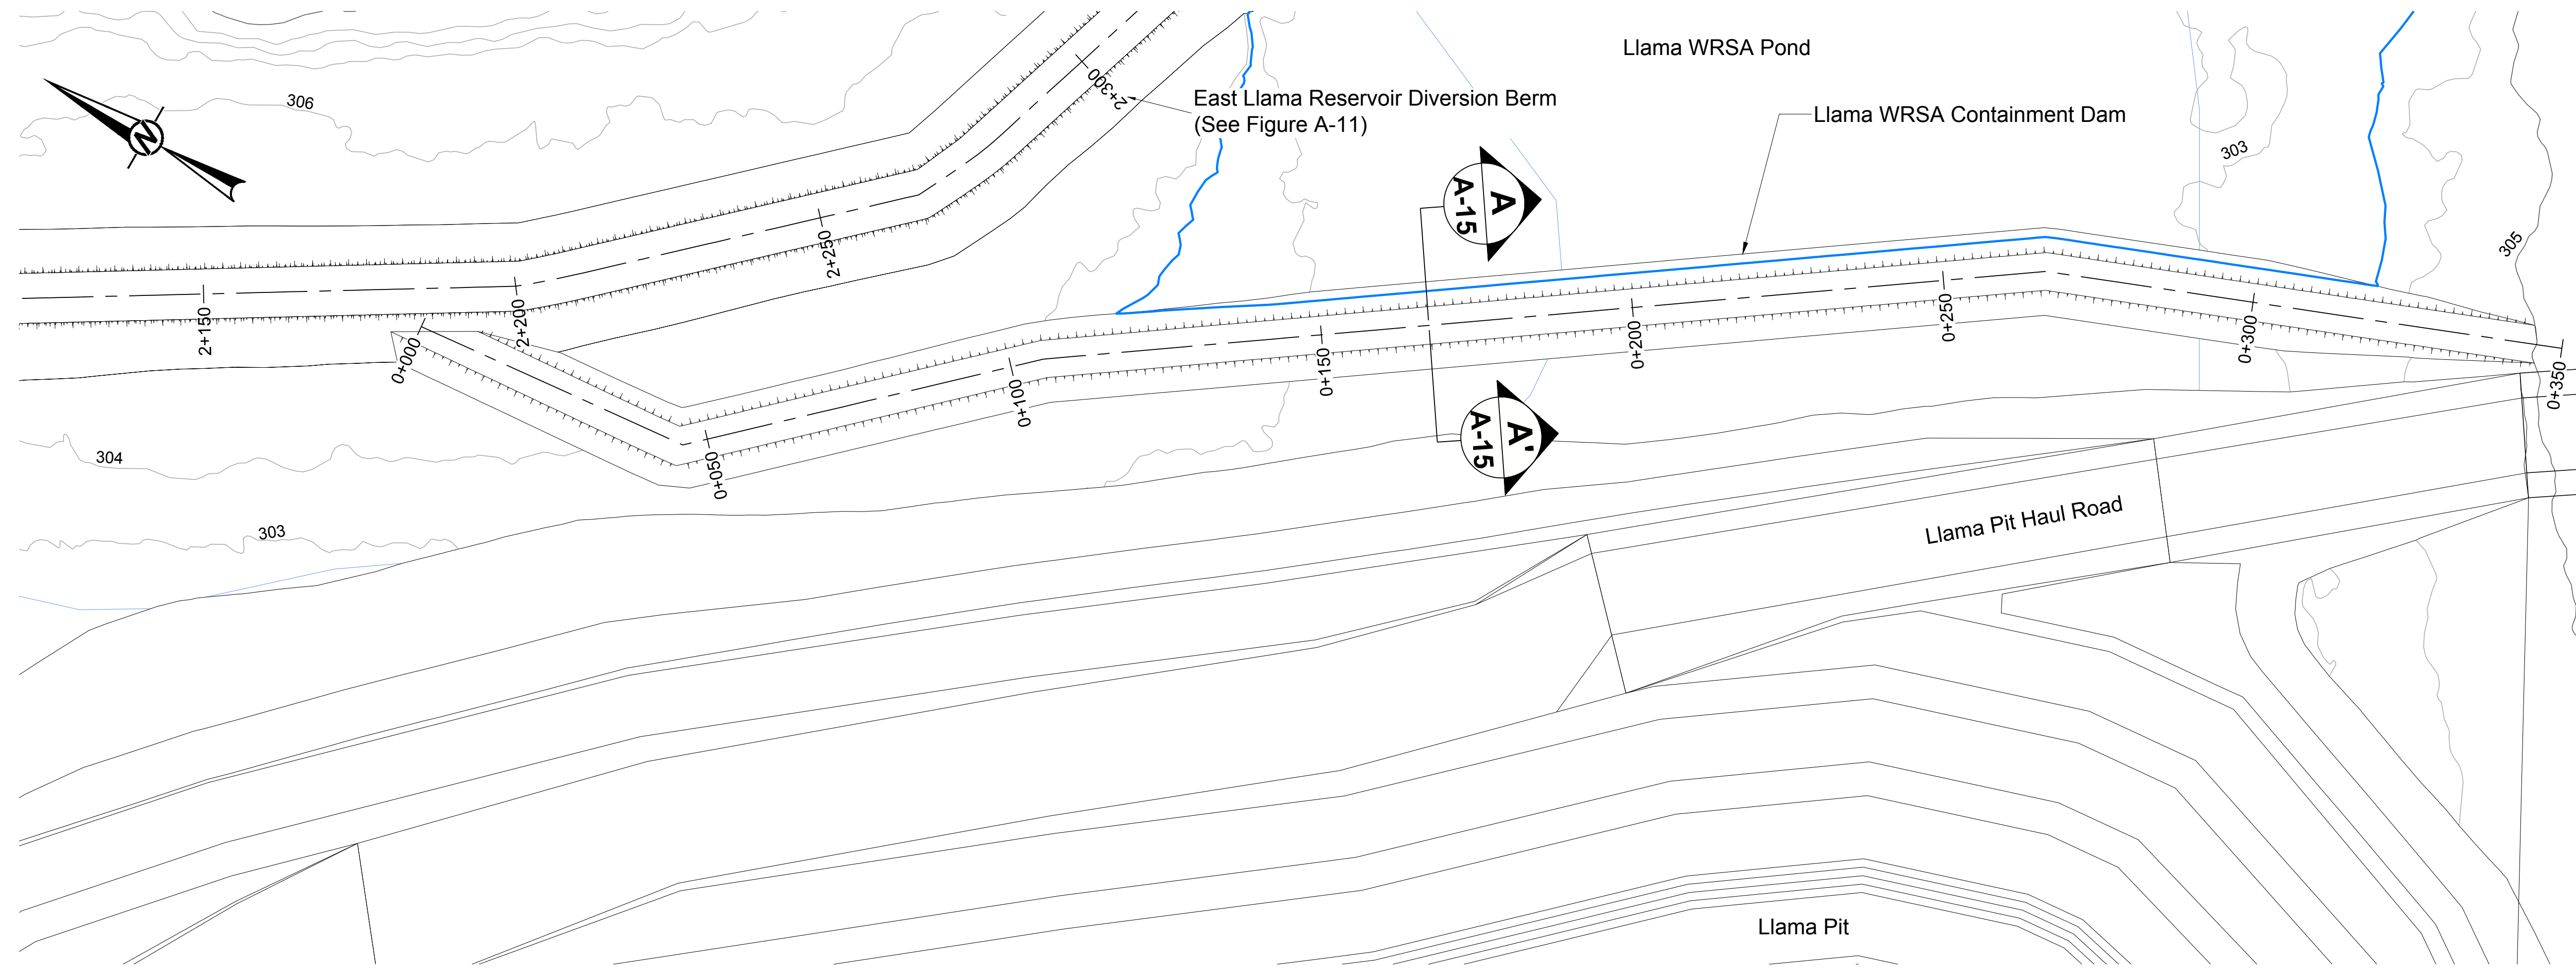 Llama WRSA Pond
306
East Llama Reservoir Diversion Berm
(See Figure A-11)
Llama WRSA Containment Dam
N
2+300
303
A
A-15
2+250
305
2+150
2+200
0+000
0+050
0+100
0+150
0+200
0+250
0+300
0+350
A'
A-15
304
303
Llama Pit Haul Road
Llama Pit